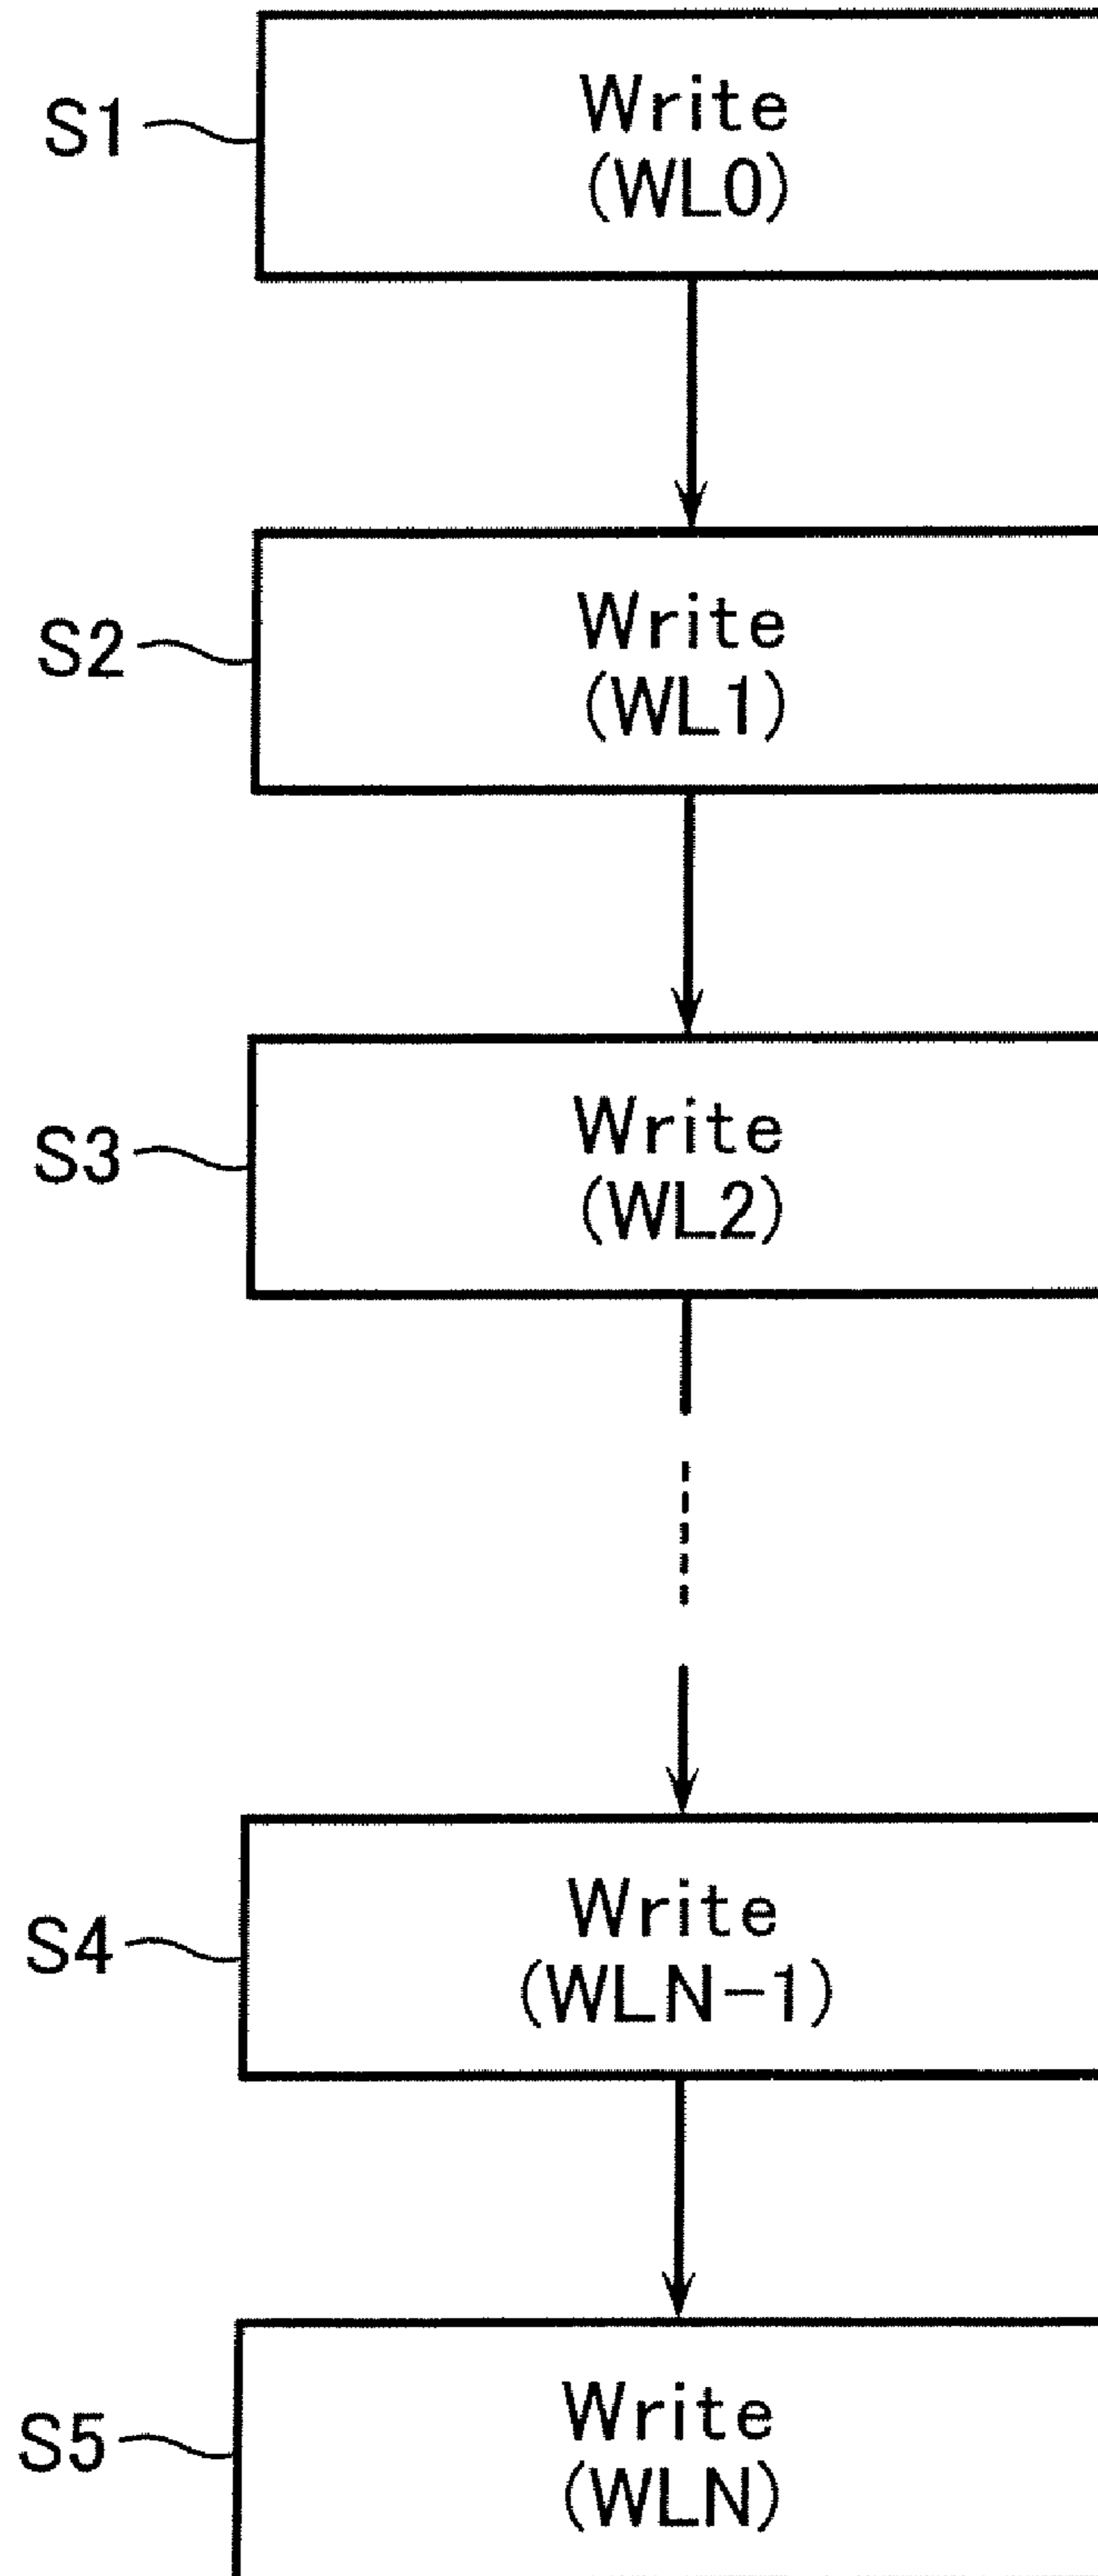 S1
Write
(WL0)
S2
Write
(WL1)
S3
Write
(WL2)
S4
Write
(WLN-1)
S5
Write
(WLN)